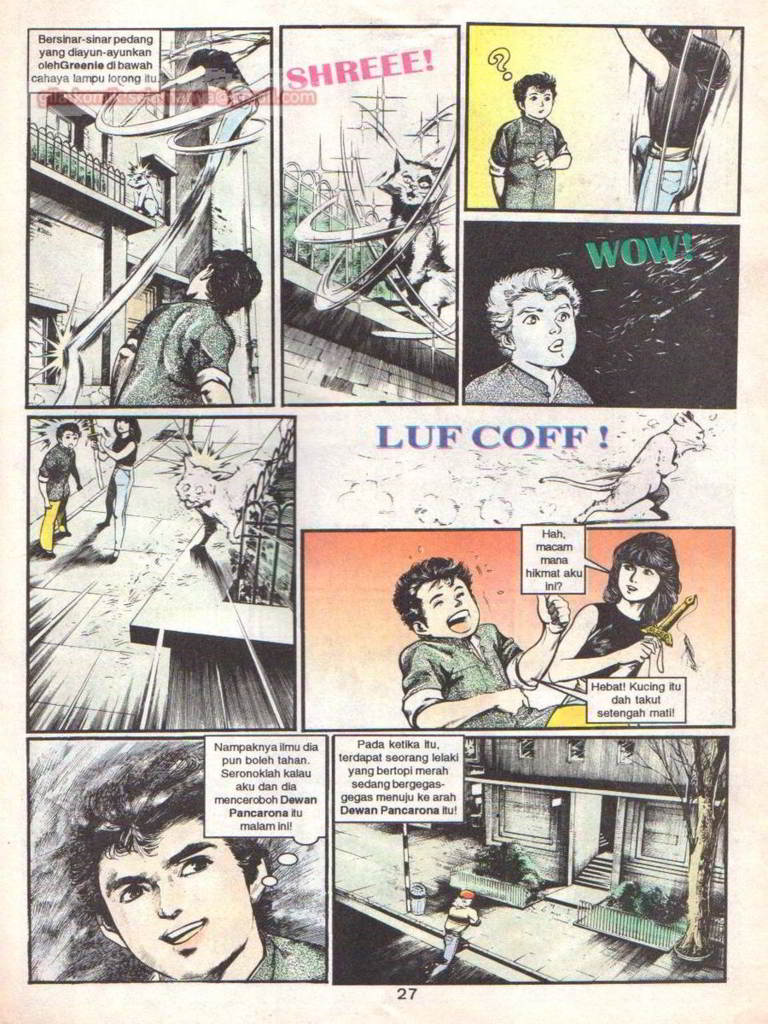 Bersinar-sinar pedang
yang diayun-ayunkan
olehGreenie di bawah
cahaya lampu lorong itu.
SHREEE!
?
WOW!
LUF COFF !
Hah,
macam
mana
hikmat aku
ini?
Hebat! Kucing itu
dah takut
setengah mati!
Nampaknya ilmu dia
pun boleh tahan.
Seronoklah kalau
aku dan dia
menceroboh Dewan
Pancarona itu
malam ini!
Pada ketika itu,
terdapat seorang lelaki
yang bertopi merah
sedang bergegas-
gegas menuju ke arah
Dewan Pancarona itu!
27